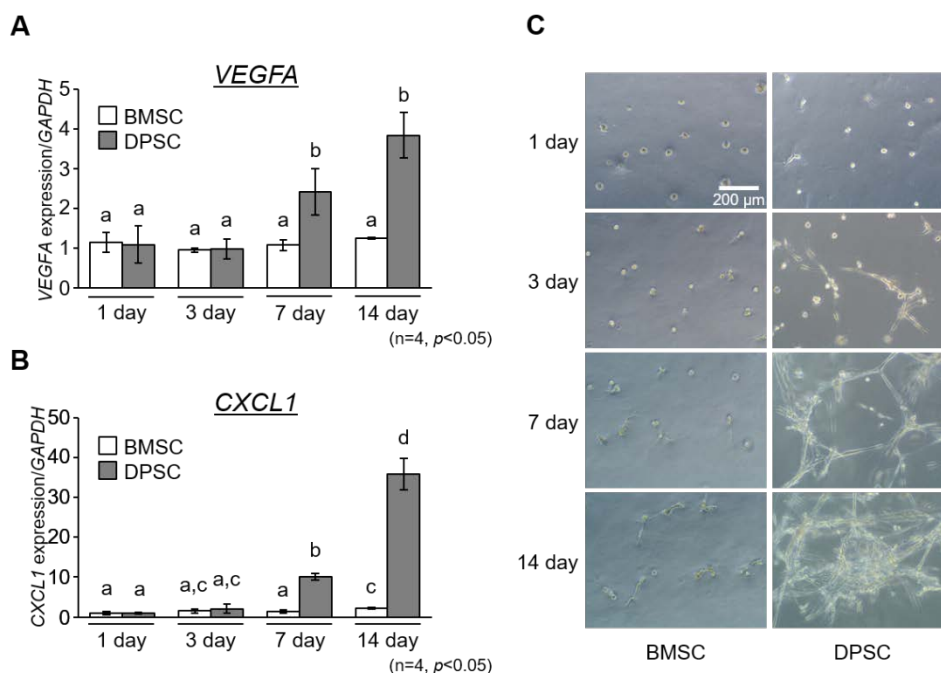 A
VEGFA
VEGFA expression/GAPDH
5
4
3
2
1
0
BMSC
DPSC
a a a a a b a b
1 day 3 day 7 day 14 day
(n=4, p<0.05)
B
CXCL1
CXCL1 expression/GAPDH
50
40
30
20
10
0
BMSC
DPSC
a a a,c a,c a b c d
1 day 3 day 7 day 14 day
(n=4, p<0.05)
C
1 day
200 µm
3 day
7 day
14 day
BMSC DPSC